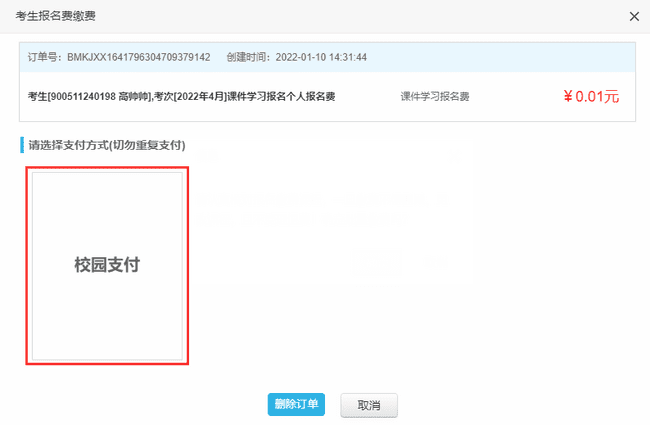 考生报名费缴费
订单号：BMKJXX1641796304709379142 创建时间：2022-01-10 14:31:44
考生[900511240198 高帅帅],考次[2022年4月]课件学习报名个人报名费 课件学习报名费 ￥0.01元
请选择支付方式(切勿重复支付)
校园支付
删除订单 取消